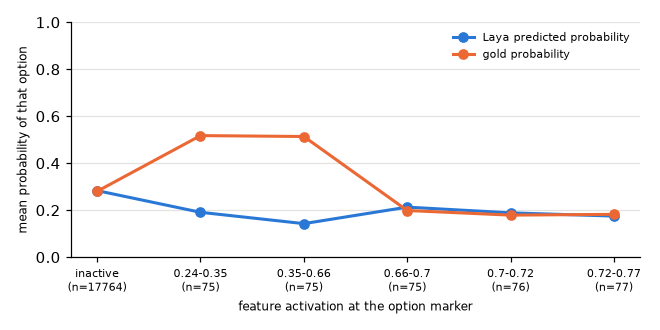 1.0
0.8
0.6
0.4
0.2
0.0
mean probability of that option
Laya predicted probability
gold probability
inactive
(n=17764)
0.24-0.35
(n=75)
0.35-0.66
(n=75)
0.66-0.7
(n=75)
0.7-0.72
(n=76)
0.72-0.77
(n=77)
feature activation at the option marker